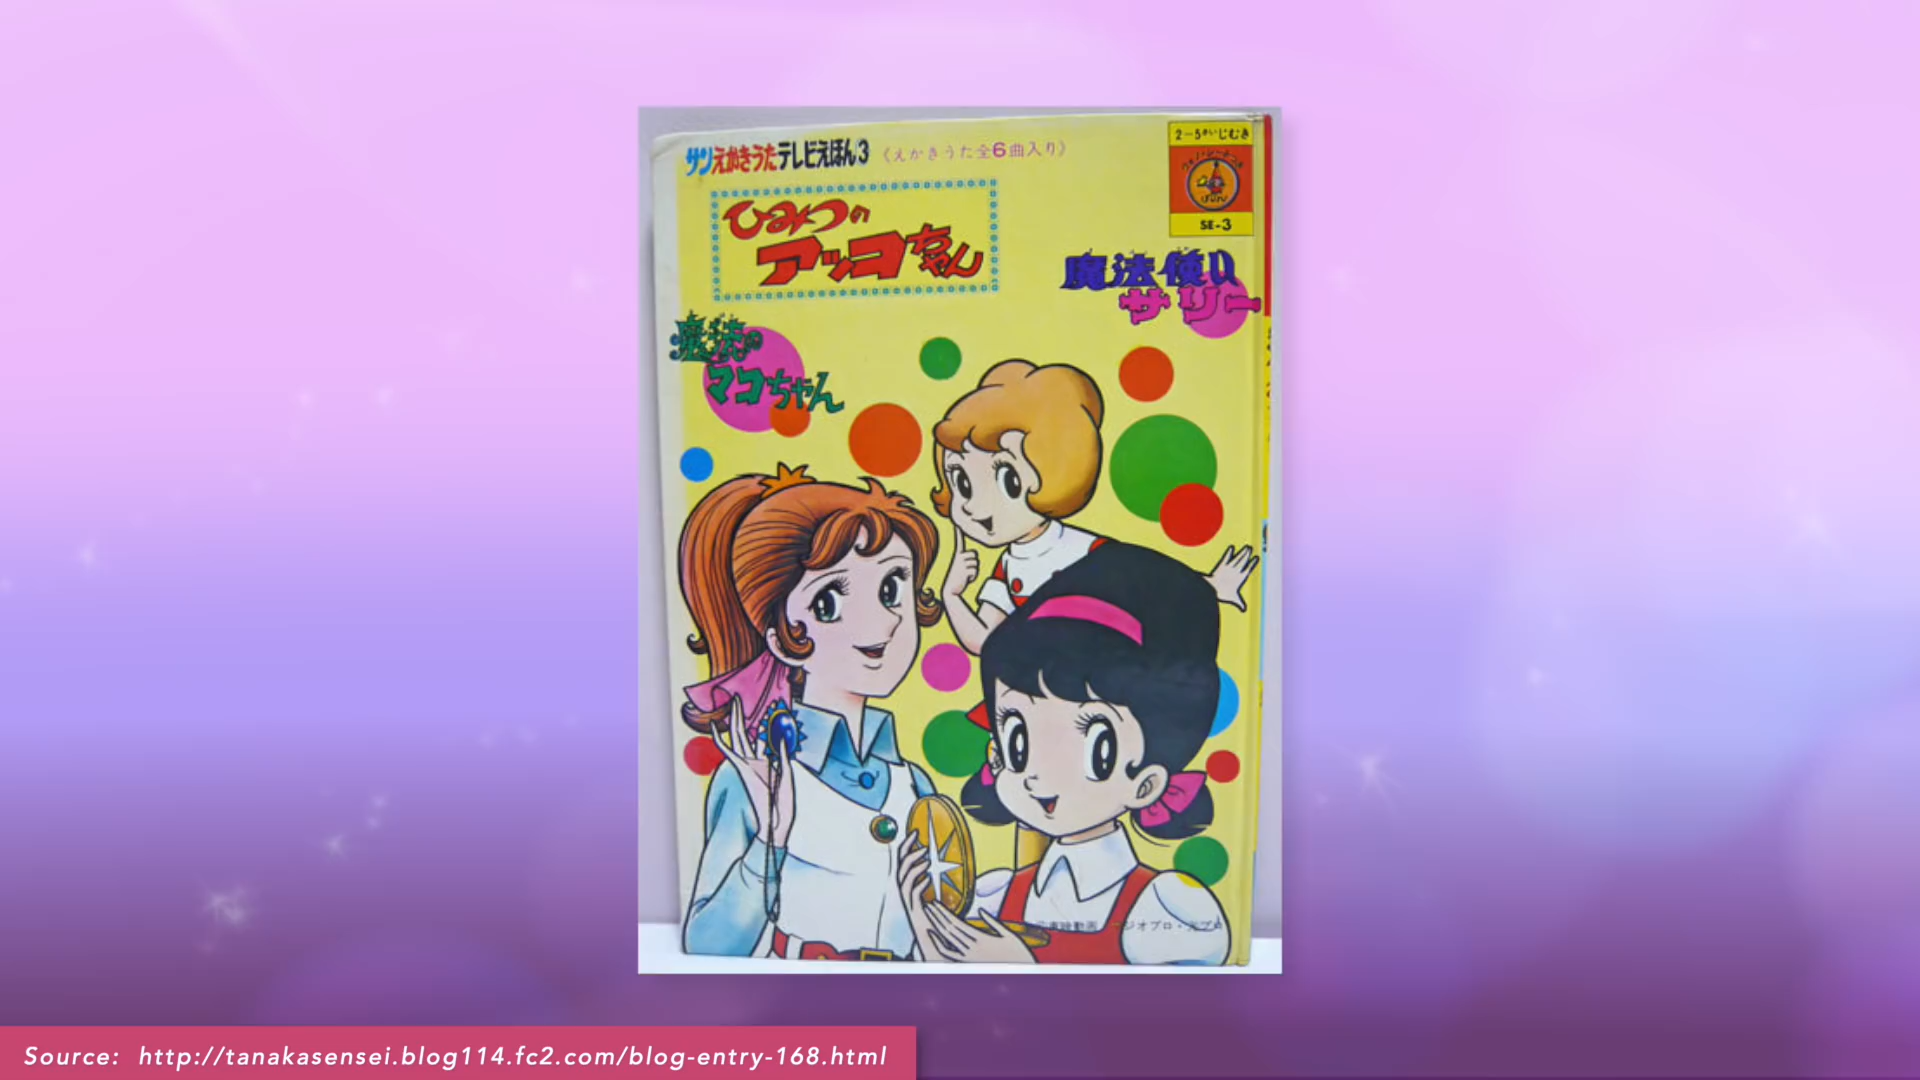 サンえかきうたテレビえほん3
《えかきうた全6曲入り》
2-5さいじむき
SE-3
ひみつの
アッコちゃん
魔法使い
サリー
魔法の
マコちゃん
Source: http://tanakasensei.blog114.fc2.com/blog-entry-168.html